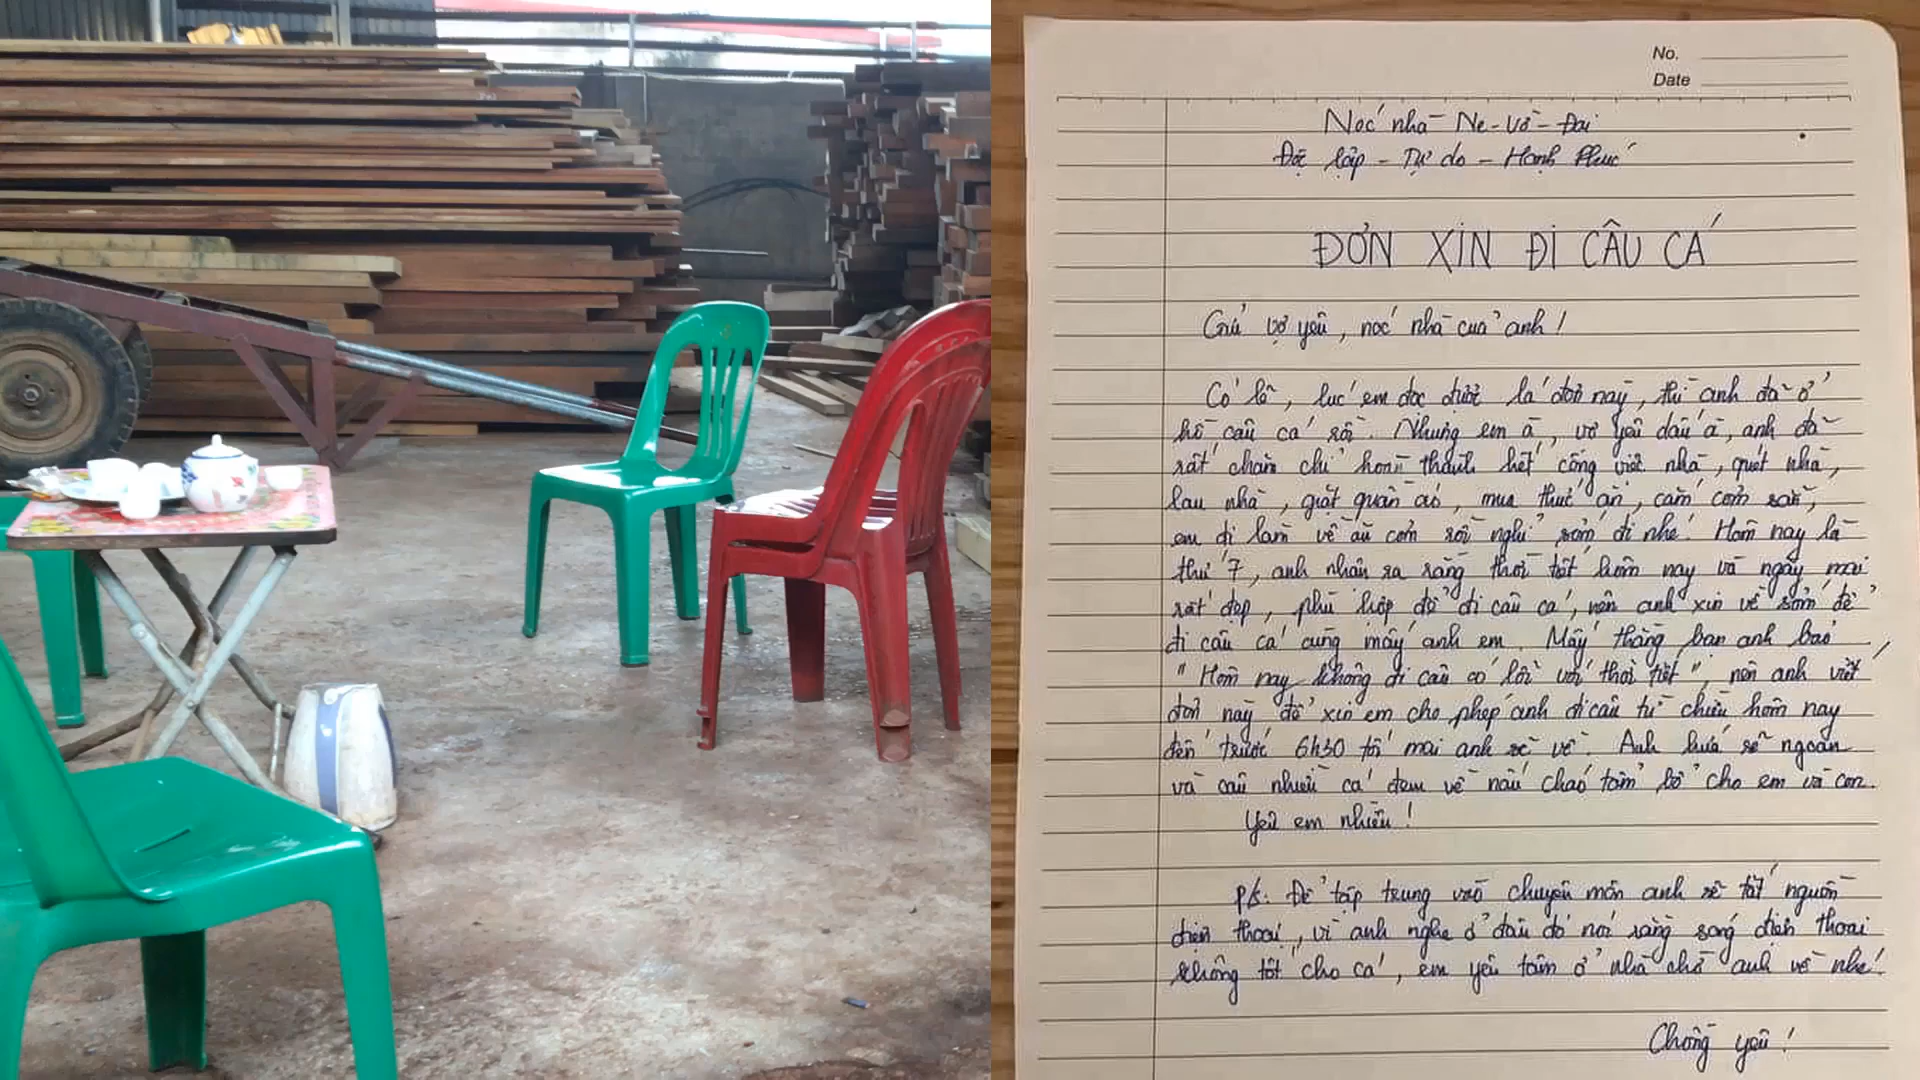 No.
Date
Nóc nhà Ne-Vờ-Đai
Độc lập - Tự do - Hạnh Phúc
ĐƠN XIN ĐI CÂU CÁ
Gửi vợ yêu, nóc nhà của anh!
Có lẽ, lúc em đọc được lá đơn này, thì anh đã ở
hồ câu cá rồi. Nhưng em à, vợ yêu dấu à, anh đã
rất chăm chỉ hoàn thành hết công việc nhà, quét nhà,
lau nhà, giặt quần áo, mua thức ăn, cắm cơm sẵn,
em đi làm về ăn cơm rồi nghỉ sớm đi nhé! Hôm nay là
thứ 7, anh nhận ra rằng thời tiết hôm nay và ngày mai
rất đẹp, phù hợp để đi câu cá, nên anh xin về sớm để
đi câu cá cùng mấy anh em. Mấy thằng bạn anh bảo
"Hôm nay không đi câu có lỗi với thời tiết", nên anh viết
đơn này để xin em cho phép anh đi câu từ chiều hôm nay
đến trước 6h30 tối mai anh sẽ về. Anh hứa sẽ ngoan
và câu nhiều cá đem về nấu cháo tẩm bổ cho em và con.
Yêu em nhiều!
P/s: Để tập trung vào chuyên môn anh sẽ tắt nguồn
điện thoại, vì anh nghe ở đâu đó nói rằng sóng điện thoại
không tốt cho cá, em yên tâm ở nhà chờ anh về nhé!
Chồng yêu!